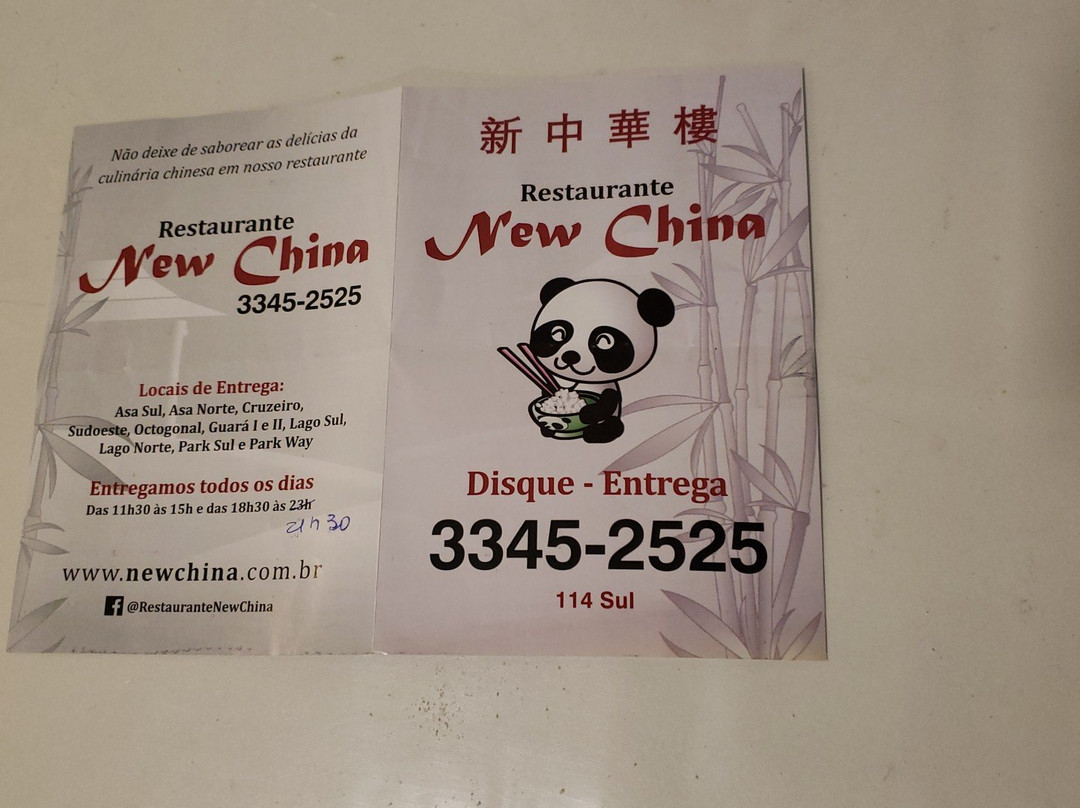 Não deixe de saborear as delícias da
culinária chinesa em nosso restaurante
Restaurante
New China
3345-2525
Locais de Entrega:
Asa Sul, Asa Norte, Cruzeiro,
Sudoeste, Octogonal, Guará I e II, Lago Sul,
Lago Norte, Park Sul e Park Way
Entregamos todos os dias
Das 11h30 às 15h e das 18h30 às 23h
21h30
www.newchina.com.br
@RestauranteNewChina
新中華樓
Restaurante
New China
Disque - Entrega
3345-2525
114 Sul